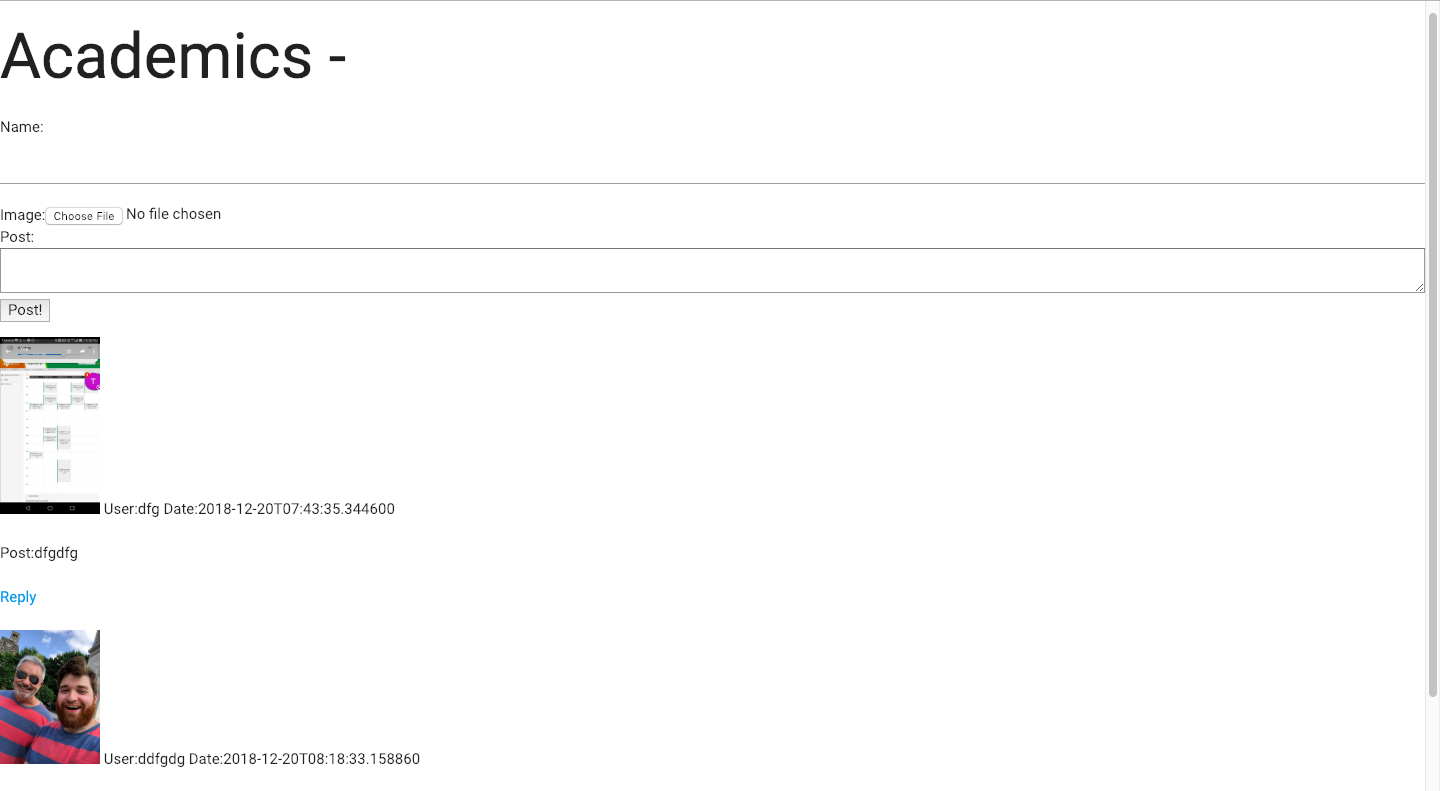 Academics -
Name:
Image: Choose File No file chosen
Post:
Post!
T
User:dfg Date:2018-12-20T07:43:35.344600
Post:dfgdfg
Reply
User:ddfgdg Date:2018-12-20T08:18:33.158860